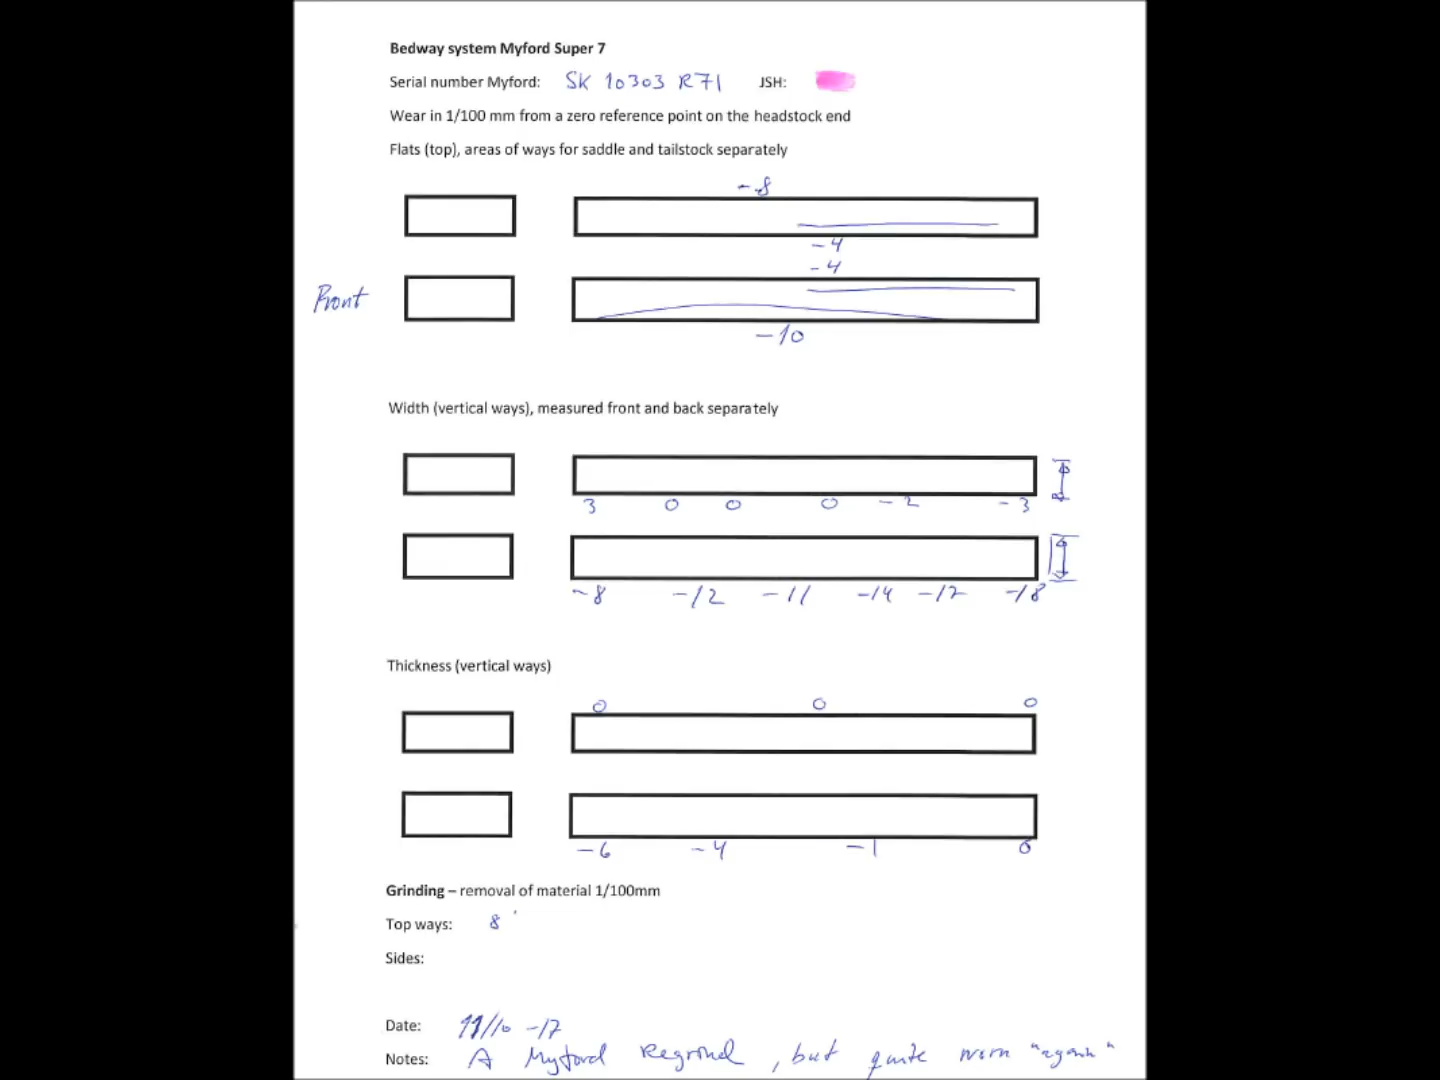 Bedway system Myford Super 7
Serial number Myford: SK 10303 R71 JSH:
Wear in 1/100 mm from a zero reference point on the headstock end
Flats (top), areas of ways for saddle and tailstock separately
-8
-4
-4
Front
-10
Width (vertical ways), measured front and back separately
3 0 0 0 -2 -3
-8 -12 -11 -14 -17 -18
Thickness (vertical ways)
0 0 0
-6 -4 -1 0
Grinding – removal of material 1/100mm
Top ways: 8
Sides:
Date: 11/10 -17
Notes: A Myford Regrind, but quite worn "again"